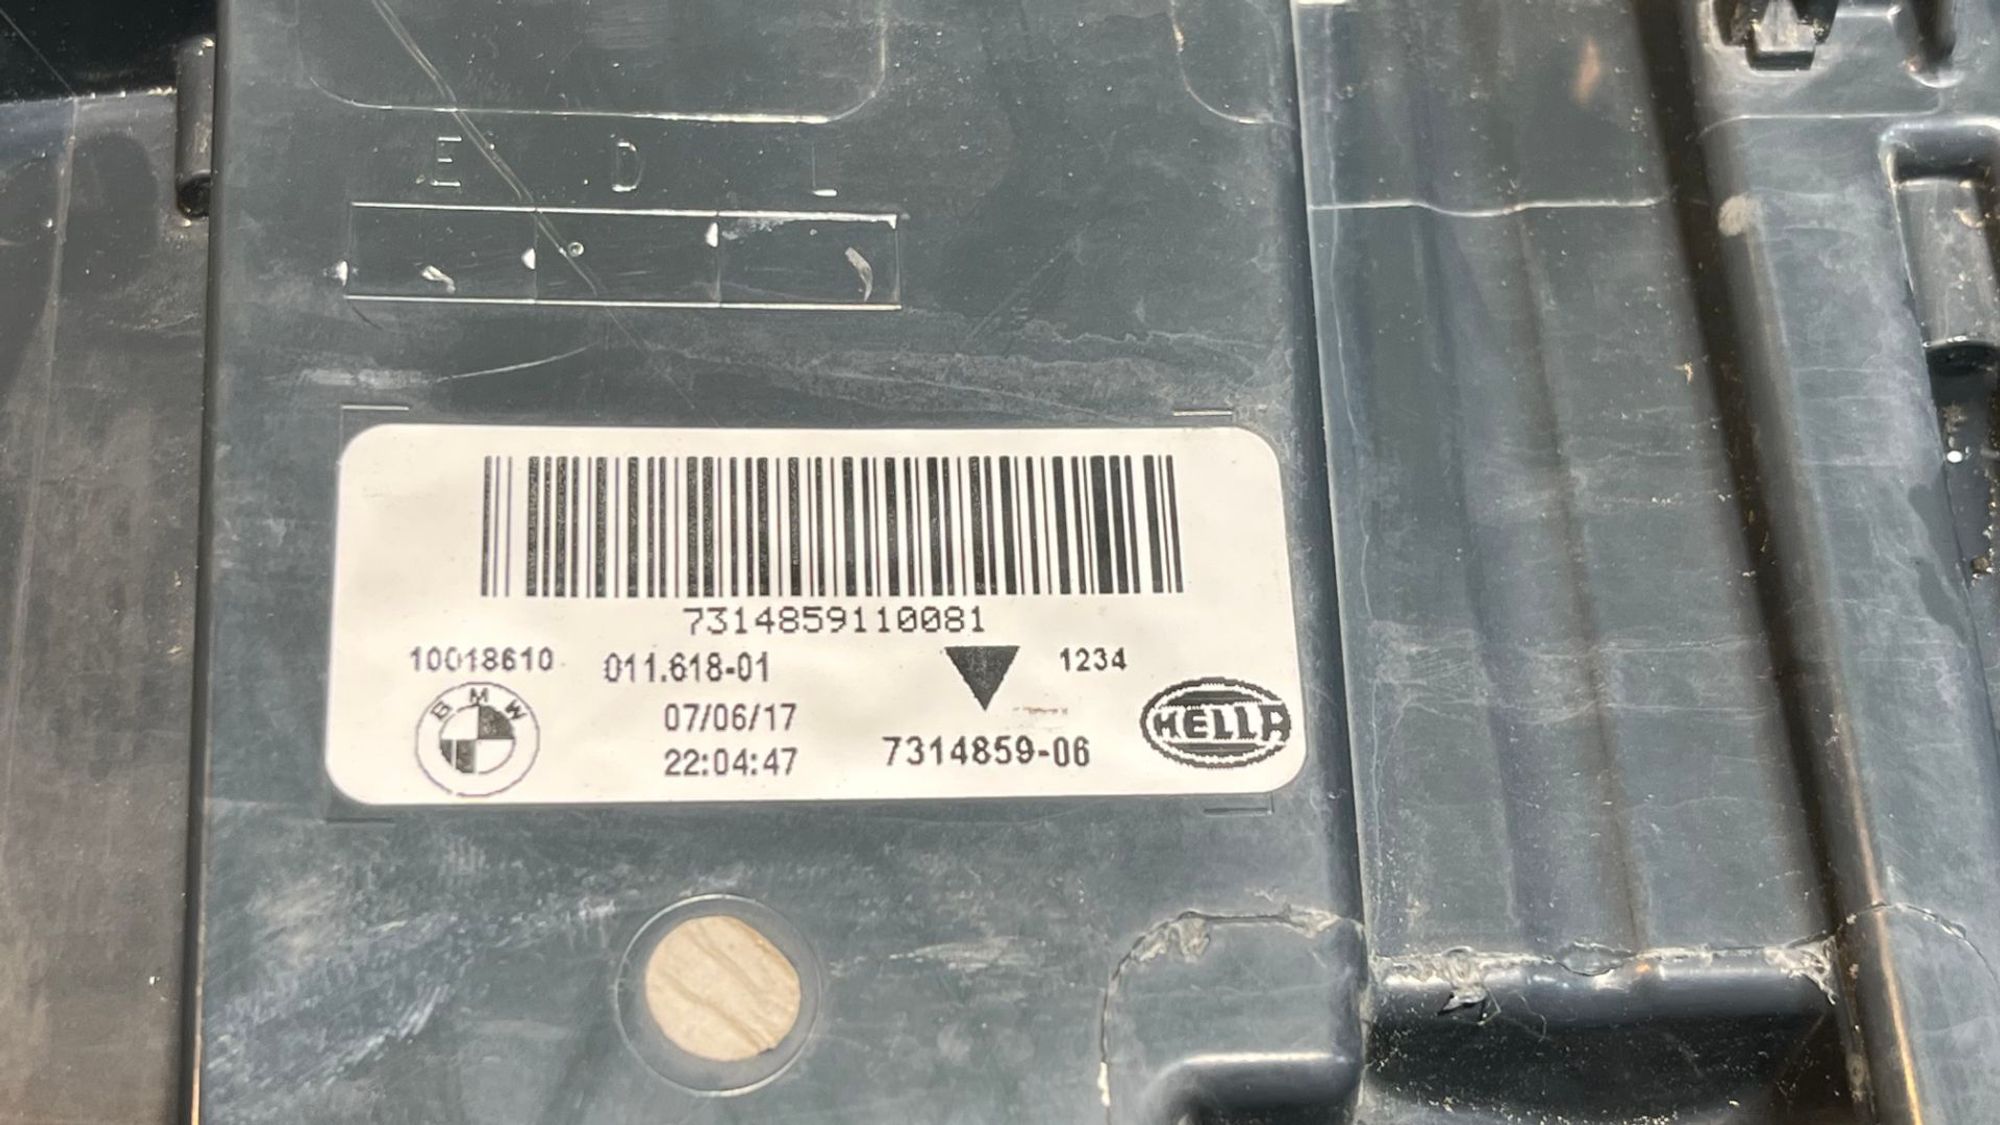 E D L
7314859110081
10018610 011.618-01 1234
BMW
07/06/17
22:04:47 7314859-06
HELLA